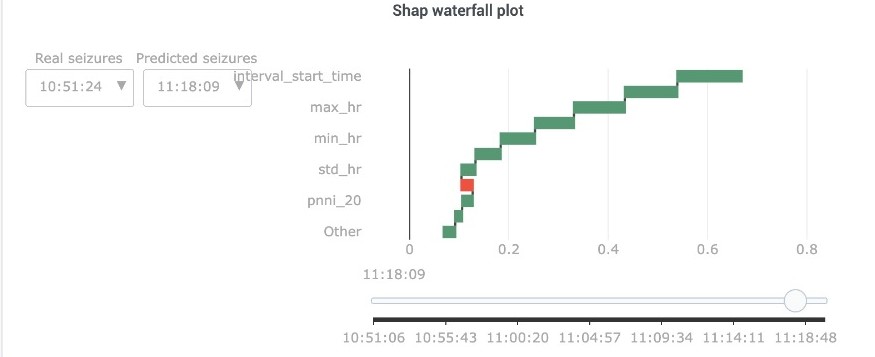 Shap waterfall plot
Real seizures Predicted seizures
10:51:24 11:18:09
interval_start_time
max_hr
min_hr
std_hr
pnni_20
Other
0 0.2 0.4 0.6 0.8
11:18:09
10:51:06 10:55:43 11:00:20 11:04:57 11:09:34 11:14:11 11:18:48